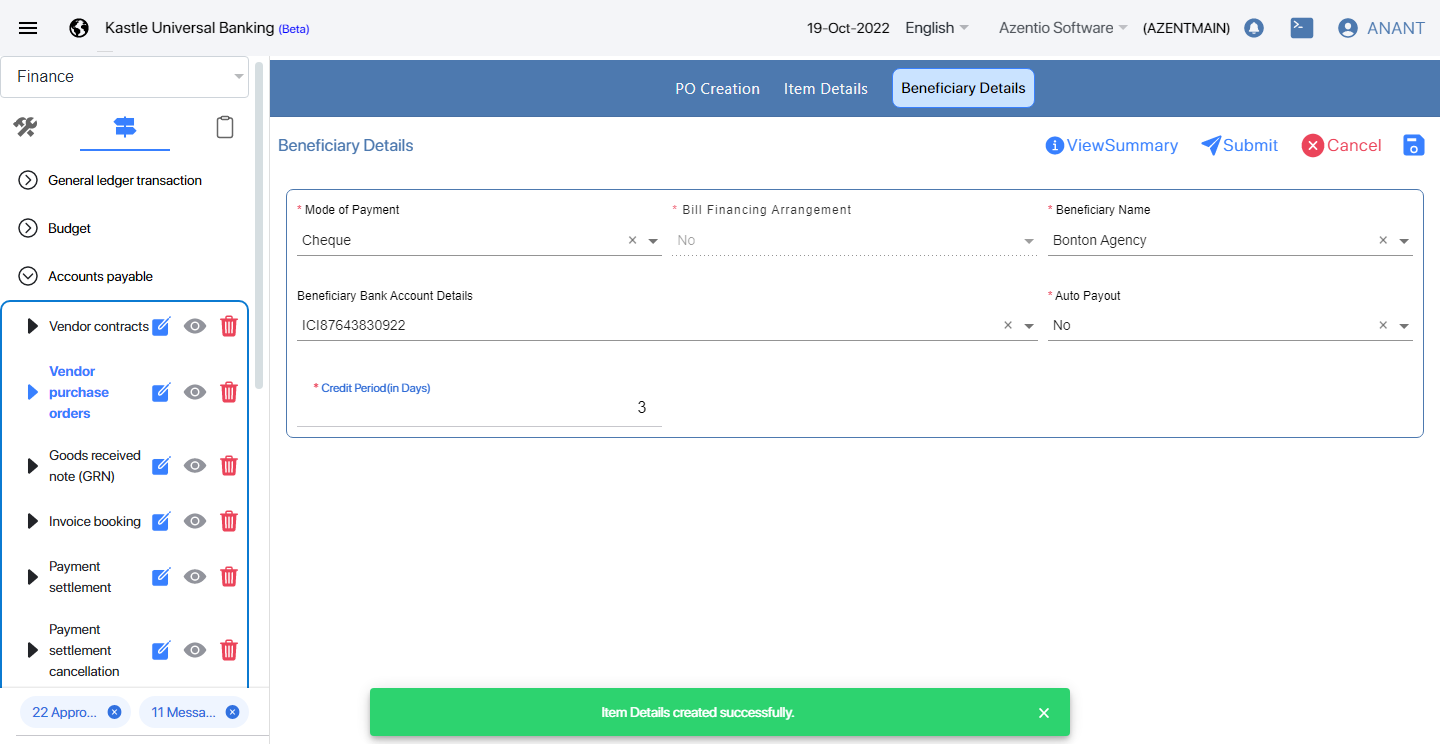 Kastle Universal Banking (Beta)
19-Oct-2022 English Azentio Software (AZENTMAIN) ANANT
Finance
General ledger transaction
Budget
Accounts payable
Vendor contracts
Vendor
purchase
orders
Goods received
note (GRN)
Invoice booking
Payment
settlement
Payment
settlement
cancellation
22 Appro...
11 Messa...
PO Creation Item Details Beneficiary Details
Beneficiary Details
ViewSummary Submit Cancel
* Mode of Payment
Cheque
* Bill Financing Arrangement
No
* Beneficiary Name
Bonton Agency
Beneficiary Bank Account Details
ICI87643830922
* Auto Payout
No
* Credit Period(in Days)
3
Item Details created successfully.